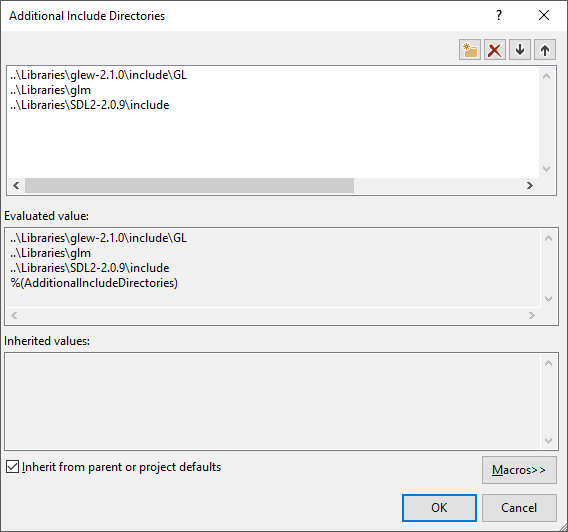 Additional Include Directories
..\Libraries\glew-2.1.0\include\GL
..\Libraries\glm
..\Libraries\SDL2-2.0.9\include
Evaluated value:
..\Libraries\glew-2.1.0\include\GL
..\Libraries\glm
..\Libraries\SDL2-2.0.9\include
%(AdditionalIncludeDirectories)
Inherited values:
Inherit from parent or project defaults
Macros>>
OK
Cancel